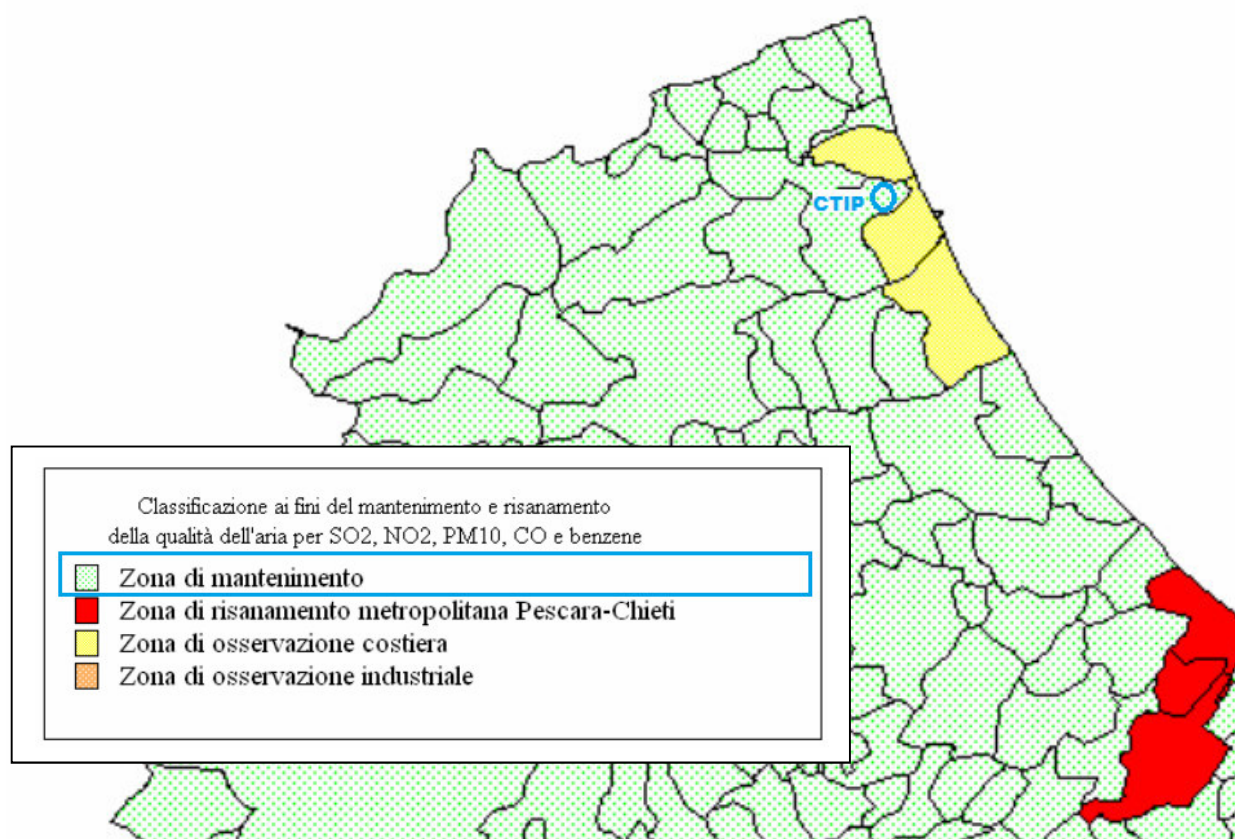 CTIP
Classificazione ai fini del mantenimento e risanamento
della qualità dell'aria per SO2, NO2, PM10, CO e benzene
Zona di mantenimento
Zona di risanamemto metropolitana Pescara-Chieti
Zona di osservazione costiera
Zona di osservazione industriale